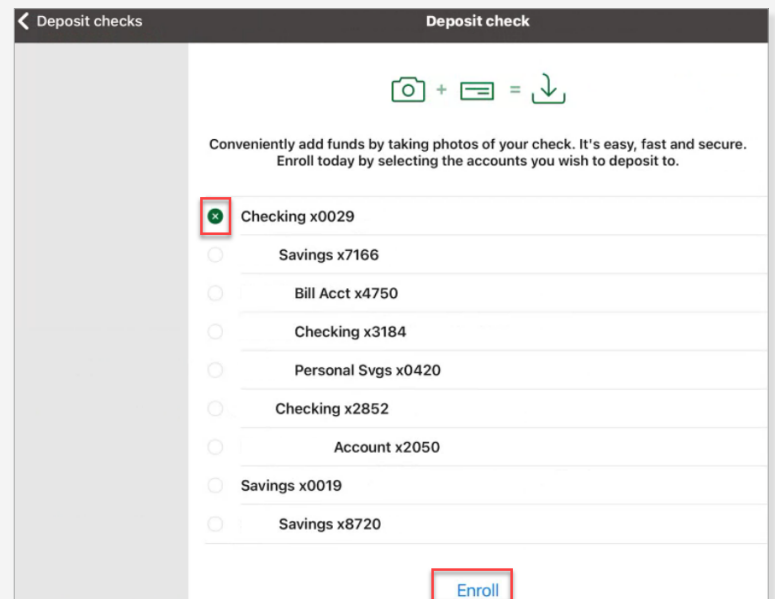 Deposit checks
Deposit check
+ =
Conveniently add funds by taking photos of your check. It's easy, fast and secure.
Enroll today by selecting the accounts you wish to deposit to.
Checking x0029
Savings x7166
Bill Acct x4750
Checking x3184
Personal Svgs x0420
Checking x2852
Account x2050
Savings x0019
Savings x8720
Enroll